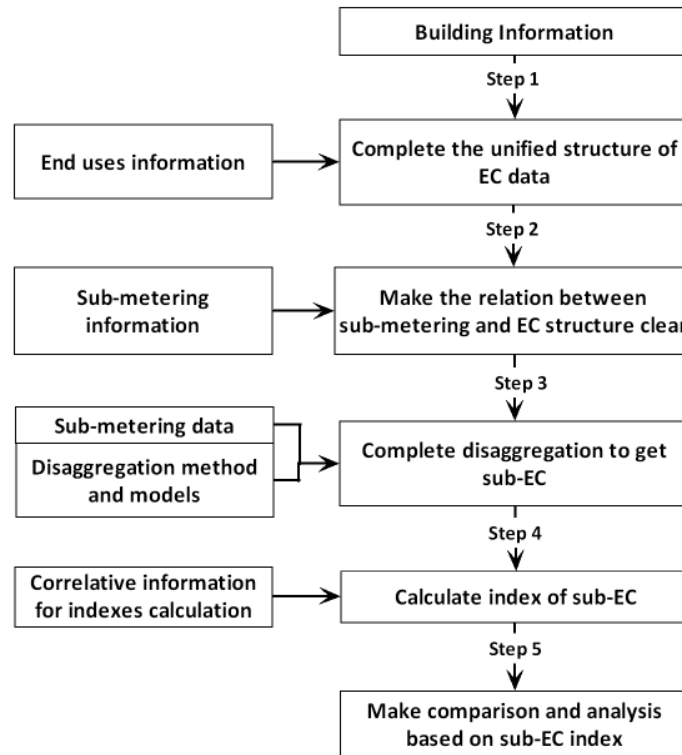 Building Information
Step 1
End uses information
Complete the unified structure of
EC data
Step 2
Sub-metering
information
Make the relation between
sub-metering and EC structure clear
Step 3
Sub-metering data
Disaggregation method
and models
Complete disaggregation to get
sub-EC
Step 4
Correlative information
for indexes calculation
Calculate index of sub-EC
Step 5
Make comparison and analysis
based on sub-EC index